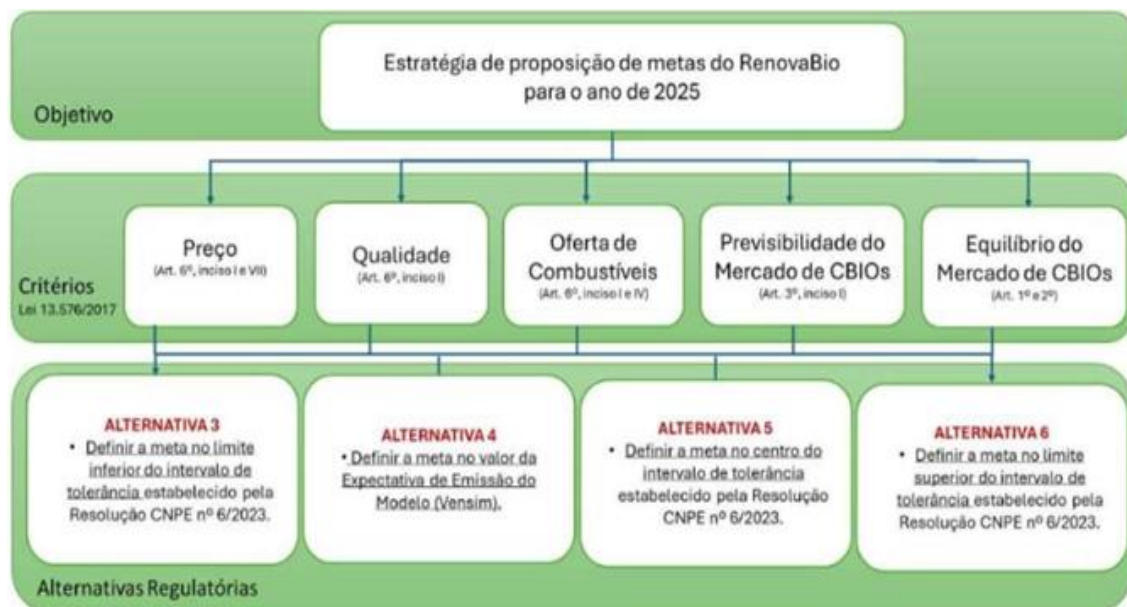 Estratégia de proposição de metas do RenovaBio
para o ano de 2025
Objetivo
Preço
(Art. 6º, inciso I e VII)
Qualidade
(Art. 6º, inciso I)
Oferta de
Combustíveis
(Art. 6º, inciso I e IV)
Previsibilidade do
Mercado de CBIOs
(Art. 3º, inciso I)
Equilíbrio do
Mercado de CBIOs
(Art. 1º e 2º)
Critérios
Lei 13.576/2017
ALTERNATIVA 3
• Definir a meta no limite
inferior do intervalo de
tolerância estabelecido pela
Resolução CNPE nº 6/2023.
ALTERNATIVA 4
• Definir a meta no valor da
Expectativa de Emissão do
Modelo (Vensim).
ALTERNATIVA 5
• Definir a meta no centro do
intervalo de tolerância
estabelecido pela Resolução
CNPE nº 6/2023.
ALTERNATIVA 6
• Definir a meta no limite
superior do intervalo de
tolerância estabelecido pela
Resolução CNPE nº 6/2023.
Alternativas Regulatórias